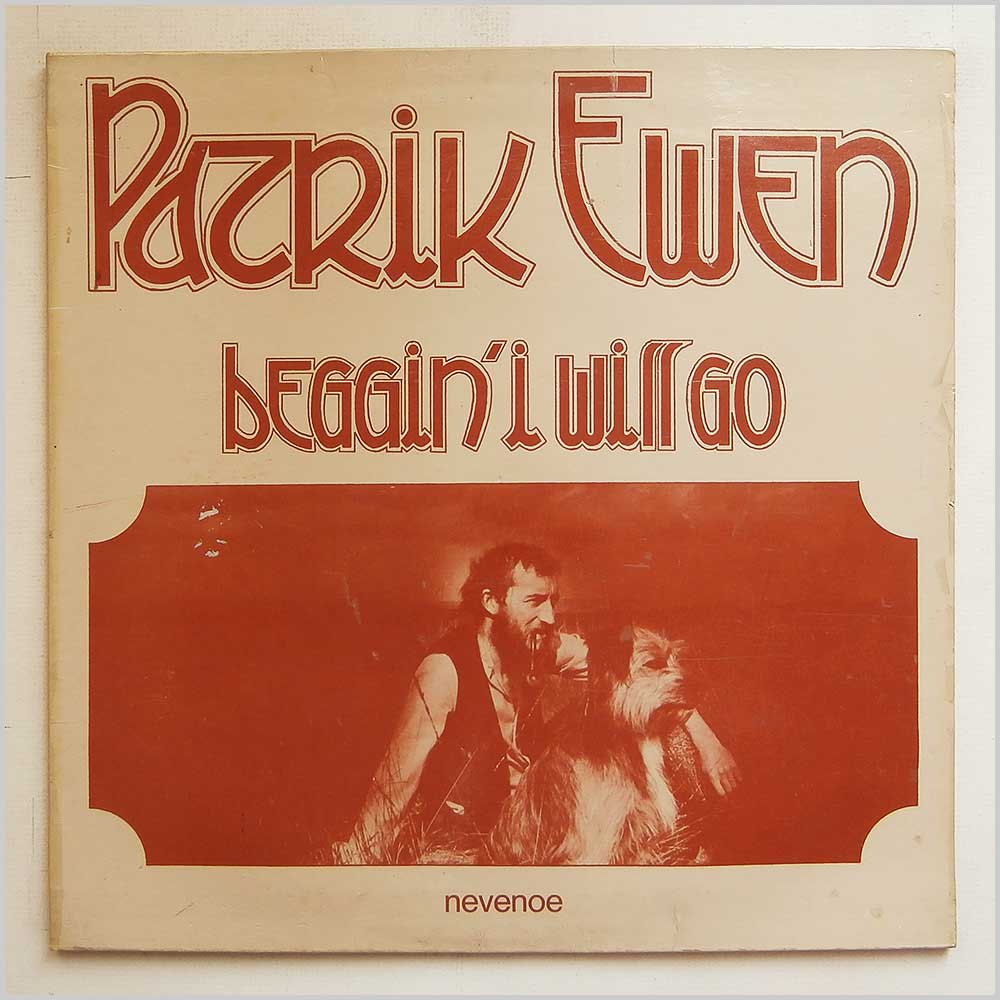 Patrik Ewen
beggin' i will go
nevenoe